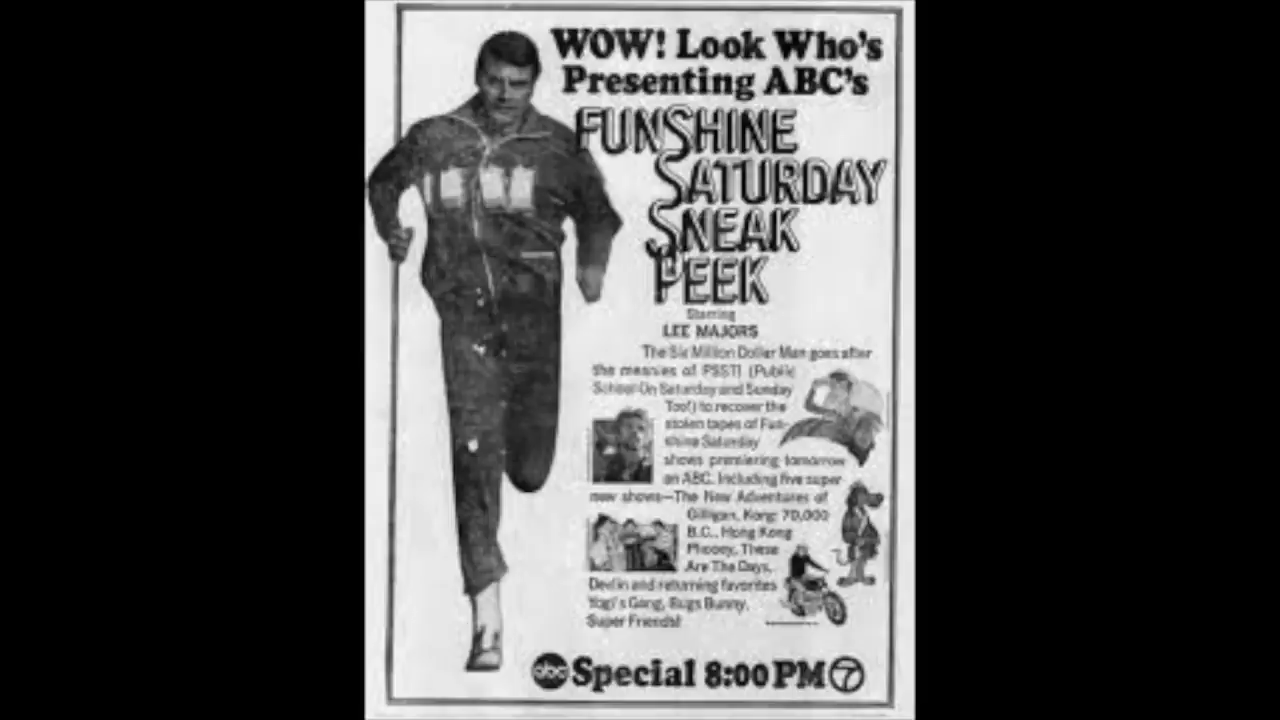 WOW! Look Who's
Presenting ABC's
FUNSHINE
SATURDAY
SNEAK
PEEK
Starring
LEE MAJORS
The Six Million Dollar Man goes after
the meanies of PSST! (Public
School On Saturday and Sunday
Too!) to recover the
stolen tapes of Fun-
shine Saturday
shows premiering tomorrow
on ABC. Including five super
new shows—The New Adventures of
Gilligan, Kong: 70,000
B.C., Hong Kong
Phooey, These
Are The Days,
Devlin and returning favorites
Yogi's Gang, Bugs Bunny,
Super Friends!
abc Special 8:00 PM 7